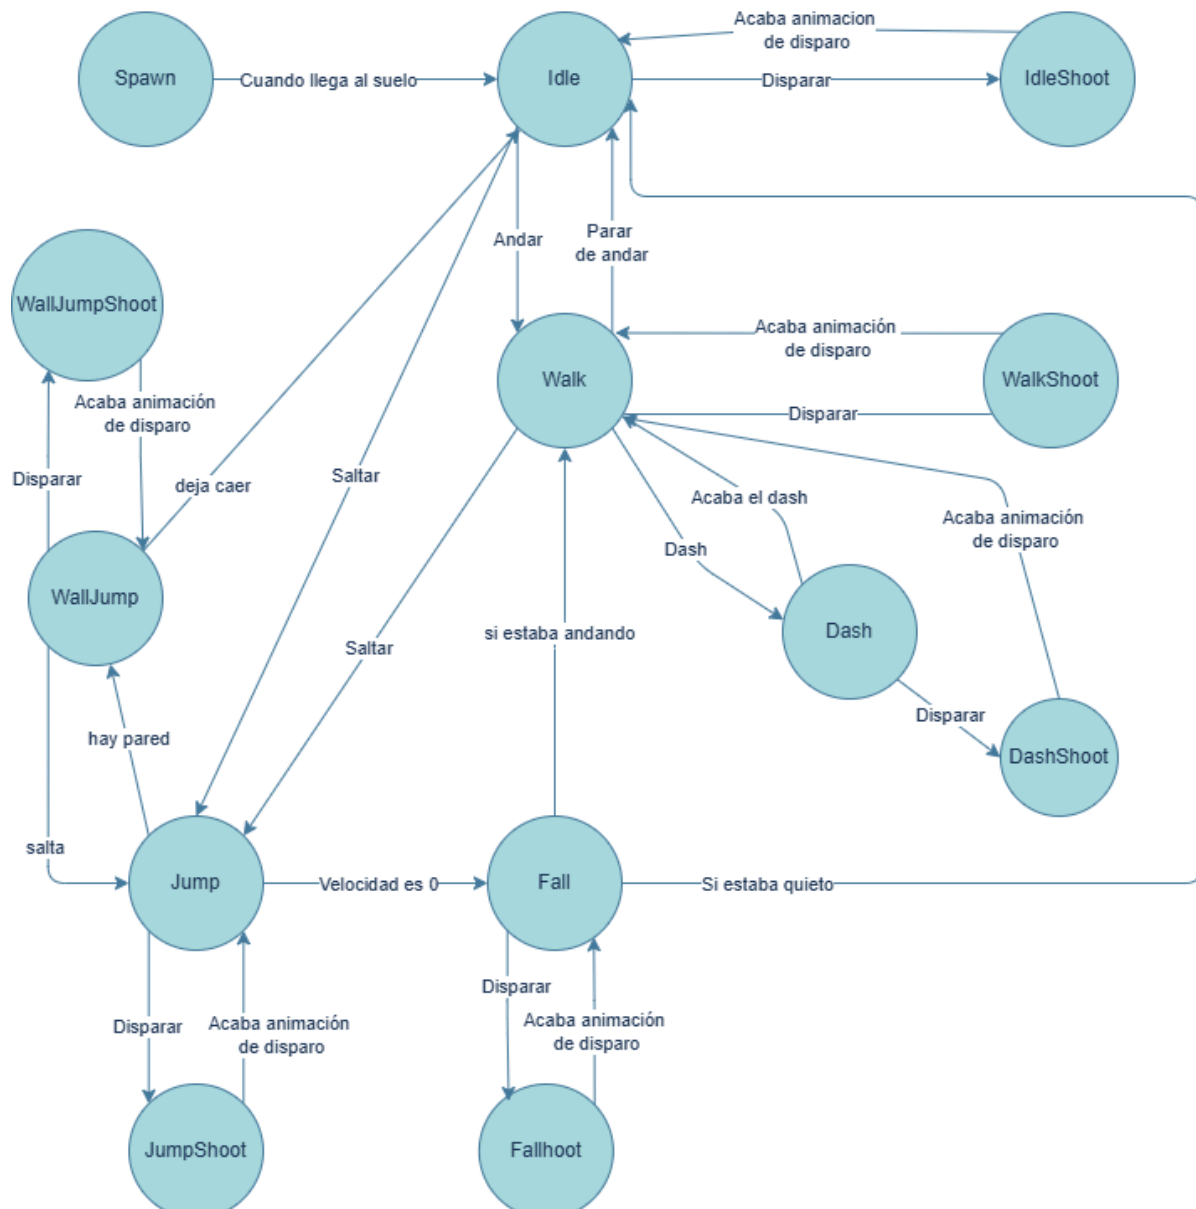 Acaba animacion
de disparo
Spawn
Cuando llega al suelo
Idle
Disparar
IdleShoot
Andar
Parar
de andar
WallJumpShoot
Acaba animación
de disparo
Walk
WalkShoot
Disparar
Acaba animación
de disparo
Disparar
deja caer
Saltar
Acaba el dash
Acaba animación
de disparo
Dash
WallJump
si estaba andando
Dash
Saltar
Disparar
hay pared
DashShoot
salta
Jump
Velocidad es 0
Fall
Si estaba quieto
Disparar
Disparar
Acaba animación
de disparo
Acaba animación
de disparo
JumpShoot
Fallhoot